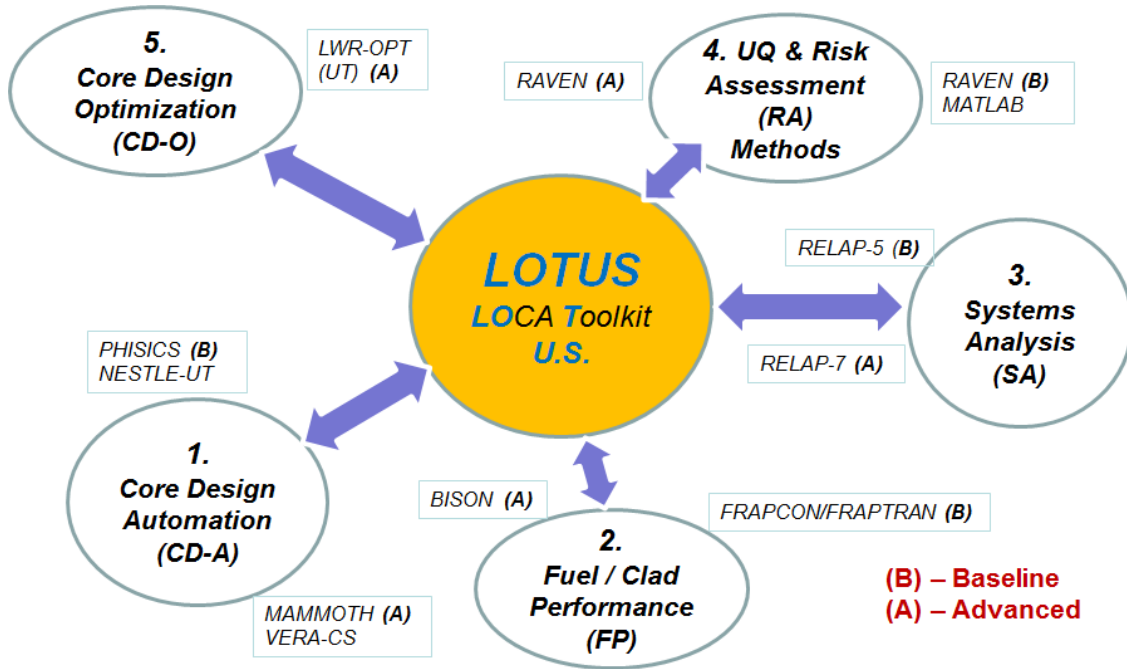 5.
Core Design
Optimization
(CD-O)
LWR-OPT
(UT) (A)
RAVEN (A)
4. UQ & Risk
Assessment
(RA)
Methods
RAVEN (B)
MATLAB
LOTUS
LOCA Toolkit
U.S.
RELAP-5 (B)
RELAP-7 (A)
3.
Systems
Analysis
(SA)
PHISICS (B)
NESTLE-UT
1.
Core Design
Automation
(CD-A)
MAMMOTH (A)
VERA-CS
BISON (A)
FRAPCON/FRAPTRAN (B)
2.
Fuel / Clad
Performance
(FP)
(B) – Baseline
(A) – Advanced